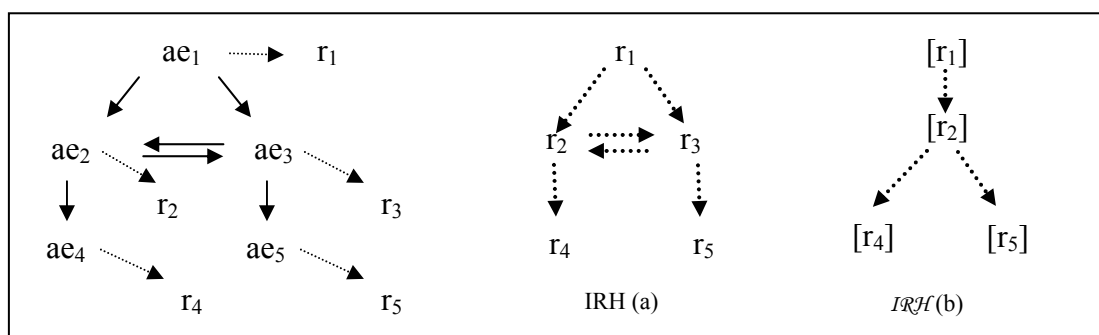 ae₁ r₁ r₁ [r₁]
ae₂ ae₃ r₂ r₃ [r₂]
r₂ r₃
ae₄ ae₅ r₄ r₅ [r₄] [r₅]
r₄ r₅ IRH (a) IRH (b)